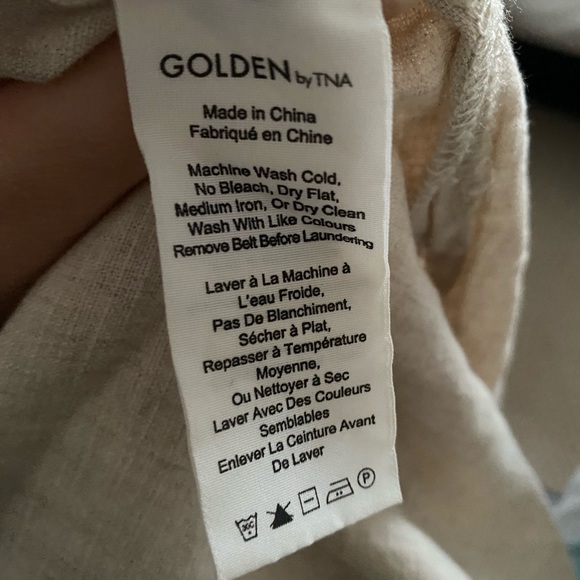 GOLDEN by TNA
Made in China
Fabriqué en Chine
Machine Wash Cold,
No Bleach, Dry Flat,
Medium Iron, Or Dry Clean
Wash With Like Colours
Remove Belt Before Laundering
Laver à La Machine à
L'eau Froide,
Pas De Blanchiment,
Sécher à Plat,
Repasser à Température
Moyenne,
Ou Nettoyer à Sec
Laver Avec Des Couleurs
Semblables
Enlever La Ceinture Avant
De Laver
30C P